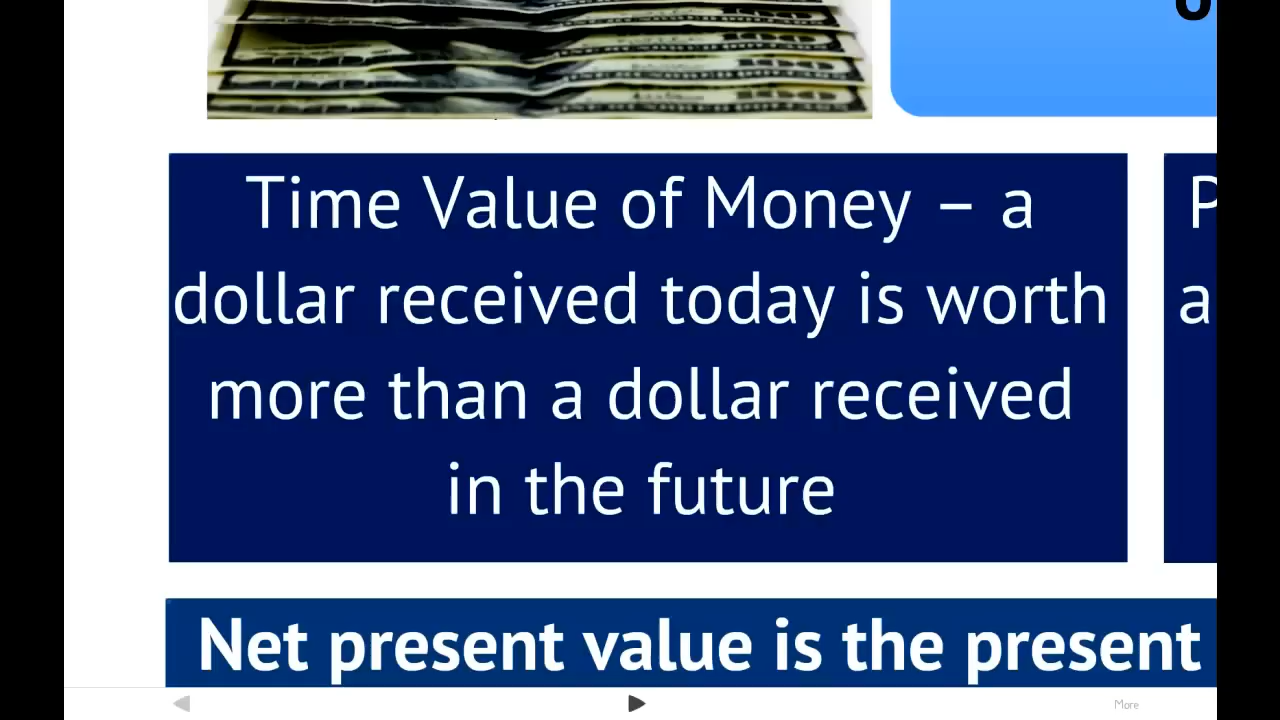 Time Value of Money – a
dollar received today is worth
more than a dollar received
in the future
P
a
Net present value is the present
More